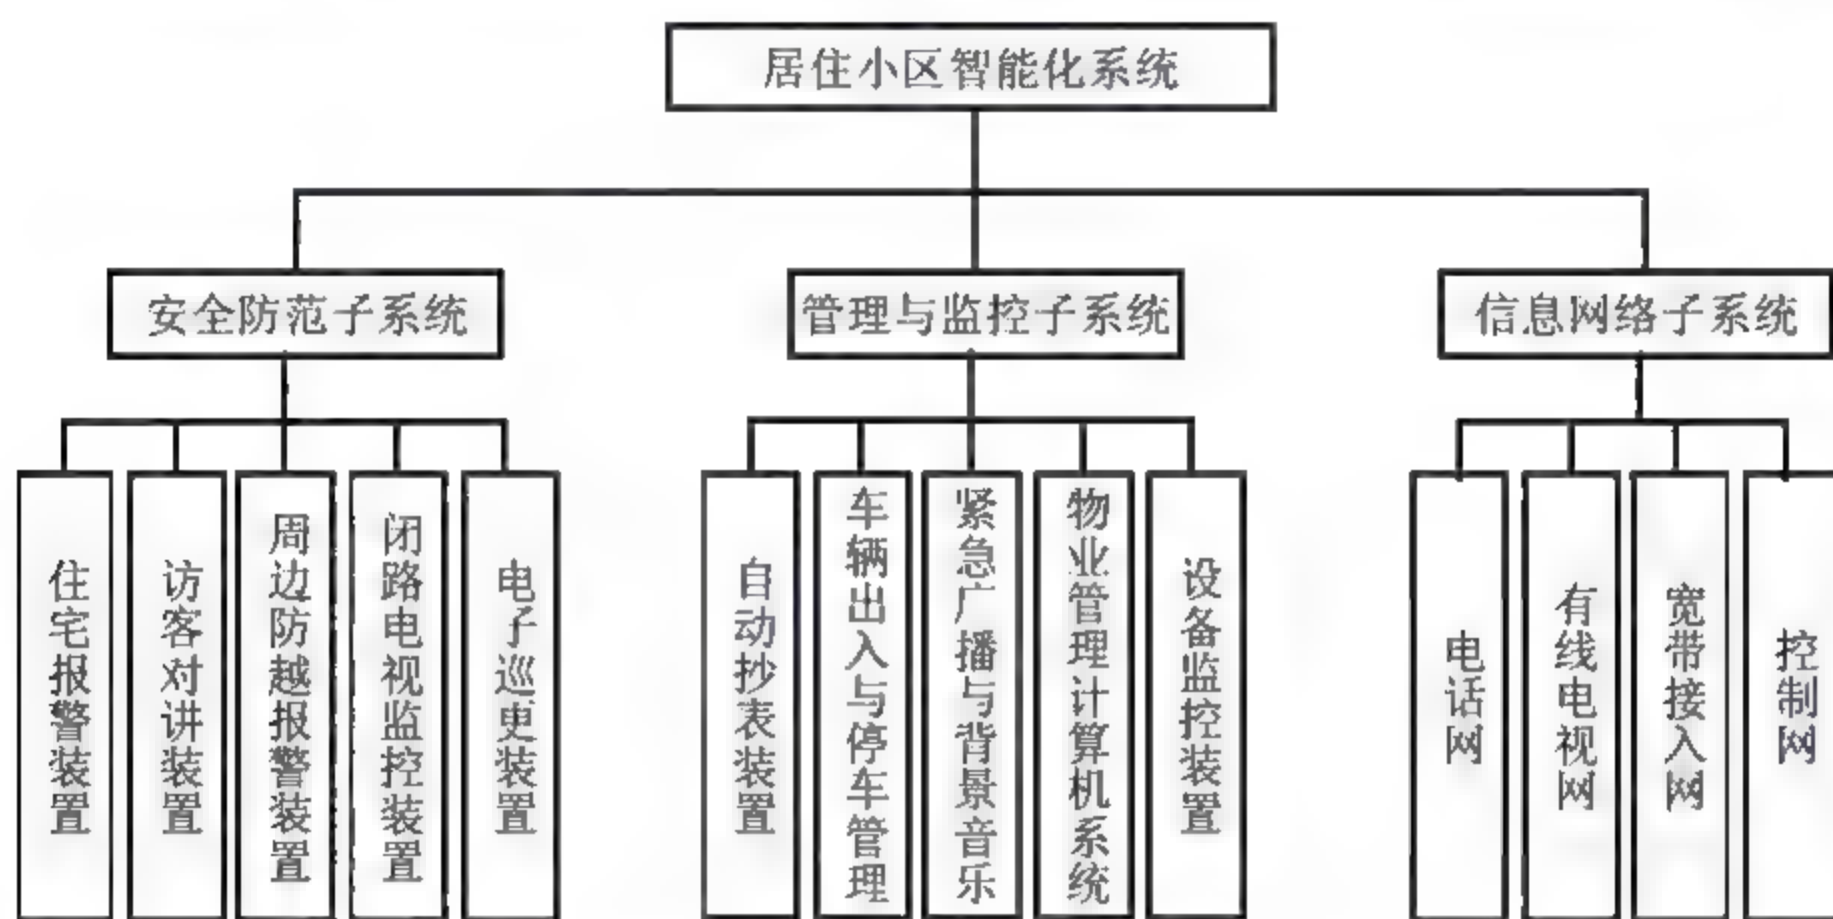 居住小区智能化系统
安全防范子系统
管理与监控子系统
信息网络子系统
住宅报警装置
访客对讲装置
周边防越报警装置
闭路电视监控装置
电子巡更装置
自动抄表装置
车辆出入与停车管理
紧急广播与背景音乐
物业管理计算机系统
设备监控装置
电话网
有线电视网
宽带接入网
控制网